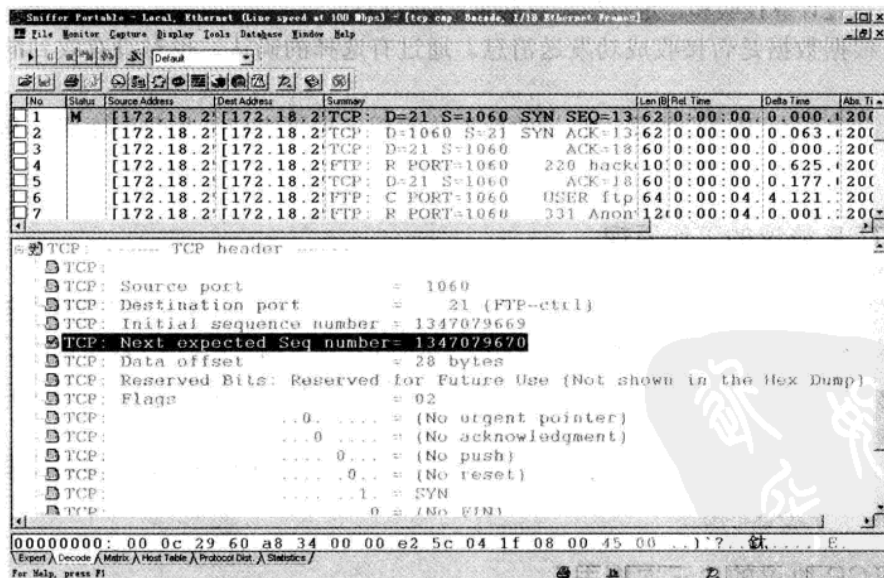 Sniffer Portable - Local, Ethernet (Line speed at 100 Mbps) - [tcp.cap Decode, 1/18 Ethernet Frames]
File Monitor Capture Display Tools Database Window Help
Default
No. Status Source Address Dest Address Summary Len (B) Rel. Time Delta Time Abs. Ti
1 M [172.18.2 [172.18.2 TCP: D=21 S=1060 SYN SEQ=13 62 0:00:00. 0.000. 200
2 [172.18.2 [172.18.2 TCP: D=1060 S=21 SYN ACK=13 62 0:00:00. 0.063. 200
3 [172.18.2 [172.18.2 TCP: D=21 S=1060 ACK=18 60 0:00:00. 0.000. 200
4 [172.18.2 [172.18.2 FTP: R PORT=1060 220 hack 10 0:00:00. 0.625. 200
5 [172.18.2 [172.18.2 TCP: D=21 S=1060 ACK=18 60 0:00:00. 0.177. 200
6 [172.18.2 [172.18.2 FTP: C PORT=1060 USER ftp 64 0:00:04. 4.121. 200
7 [172.18.2 [172.18.2 FTP: R PORT=1060 331 Anon 12 0:00:04. 0.001. 200
TCP: ----- TCP header -----
TCP:
TCP: Source port = 1060
TCP: Destination port = 21 (FTP-ctrl)
TCP: Initial sequence number = 1347079669
TCP: Next expected Seq number= 1347079670
TCP: Data offset = 28 bytes
TCP: Reserved Bits: Reserved for Future Use (Not shown in the Hex Dump)
TCP: Flags = 02
TCP: ..0. .... = (No urgent pointer)
TCP: ...0 .... = (No acknowledgment)
TCP: .... 0... = (No push)
TCP: .... .0.. = (No reset)
TCP: .... ..1. = SYN
TCP: 0 = (No FIN)
00000000: 00 0c 29 60 a8 34 00 00 e2 5c 04 1f 08 00 45 00 ..)`?..
Expert Decode Matrix Host Table Protocol Dist. Statistics
For Help, press F1